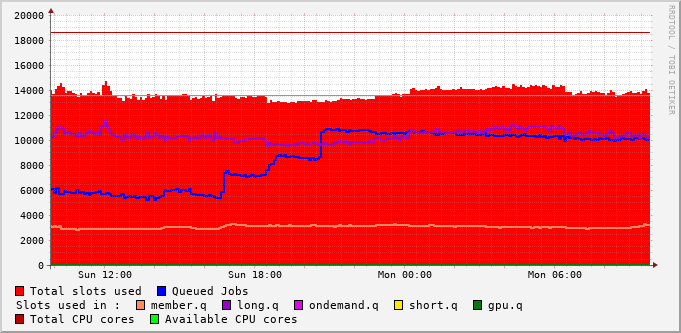 20000
18000
16000
14000
12000
10000
8000
6000
4000
2000
0
Sun 12:00 Sun 18:00 Mon 00:00 Mon 06:00
RRDTOOL / TOBI OETIKER
Total slots used Queued Jobs
Slots used in : member.q long.q ondemand.q short.q gpu.q
Total CPU cores Available CPU cores